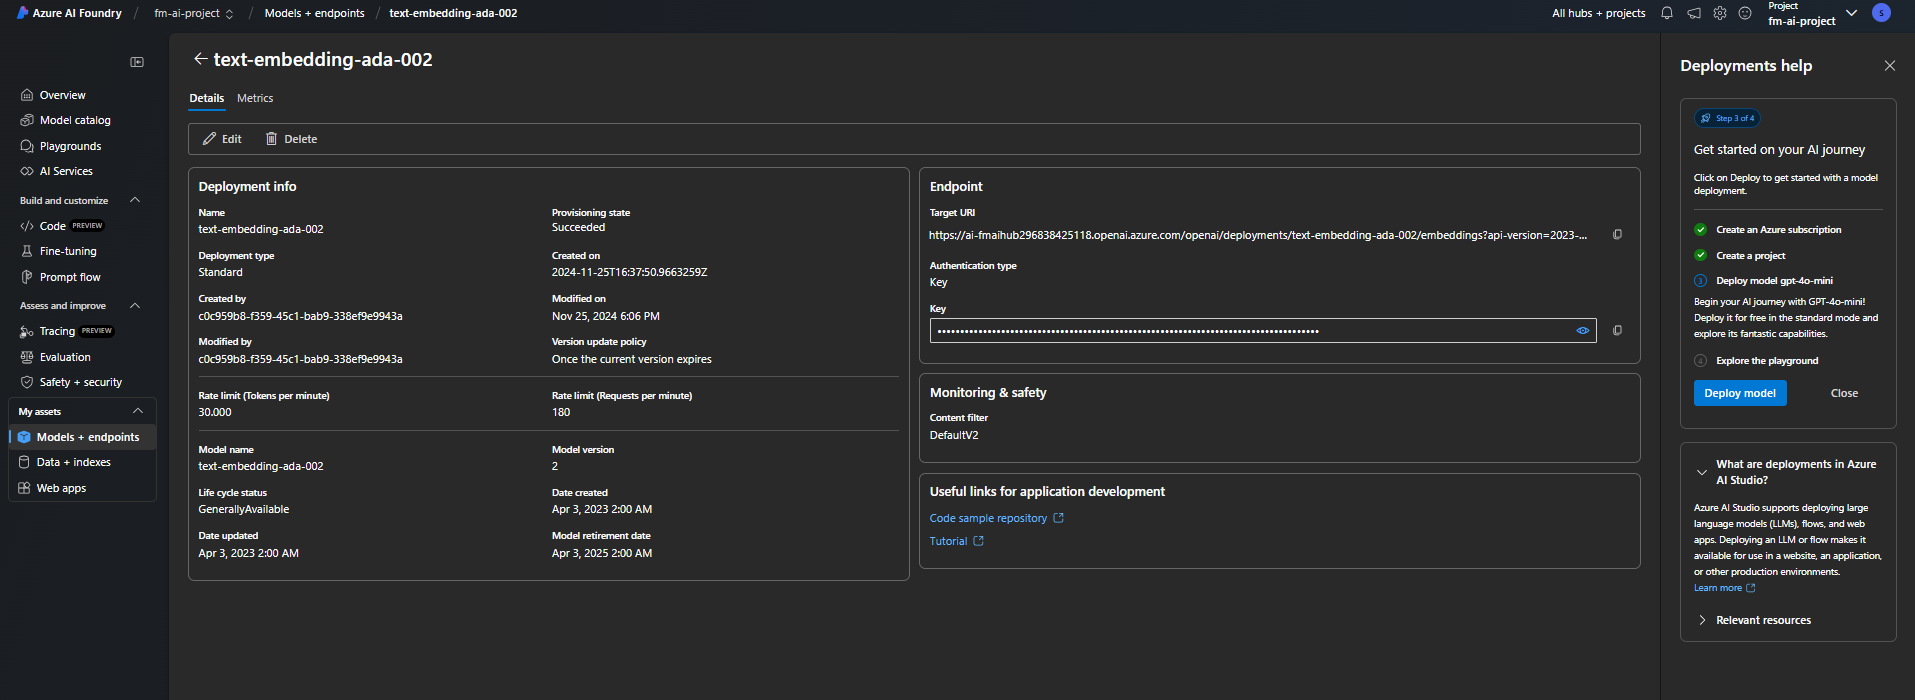 Azure AI Foundry / fm-ai-project / Models + endpoints / text-embedding-ada-002
All hubs + projects
Project
fm-ai-project
S
Overview
Model catalog
Playgrounds
AI Services
Build and customize
Code PREVIEW
Fine-tuning
Prompt flow
Assess and improve
Tracing PREVIEW
Evaluation
Safety + security
My assets
Models + endpoints
Data + indexes
Web apps
text-embedding-ada-002
Details Metrics
Edit Delete
Deployment info
Name
text-embedding-ada-002
Provisioning state
Succeeded
Deployment type
Standard
Created on
2024-11-25T16:37:50.9663259Z
Created by
c0c959b8-f359-45c1-bab9-338ef9e9943a
Modified on
Nov 25, 2024 6:06 PM
Modified by
c0c959b8-f359-45c1-bab9-338ef9e9943a
Version update policy
Once the current version expires
Rate limit (Tokens per minute)
30.000
Rate limit (Requests per minute)
180
Model name
text-embedding-ada-002
Model version
2
Life cycle status
GenerallyAvailable
Date created
Apr 3, 2023 2:00 AM
Date updated
Apr 3, 2023 2:00 AM
Model retirement date
Apr 3, 2025 2:00 AM
Endpoint
Target URI
https://ai-fmaihub296838425118.openai.azure.com/openai/deployments/text-embedding-ada-002/embeddings?api-version=2023-...
Authentication type
Key
Key
Monitoring & safety
Content filter
DefaultV2
Useful links for application development
Code sample repository
Tutorial
Deployments help
Step 3 of 4
Get started on your AI journey
Click on Deploy to get started with a model
deployment.
Create an Azure subscription
Create a project
3 Deploy model gpt-4o-mini
Begin your AI journey with GPT-4o-mini!
Deploy it for free in the standard mode and
explore its fantastic capabilities.
4 Explore the playground
Deploy model Close
What are deployments in Azure
AI Studio?
Azure AI Studio supports deploying large
language models (LLMs), flows, and web
apps. Deploying an LLM or flow makes it
available for use in a website, an application,
or other production environments.
Learn more
Relevant resources